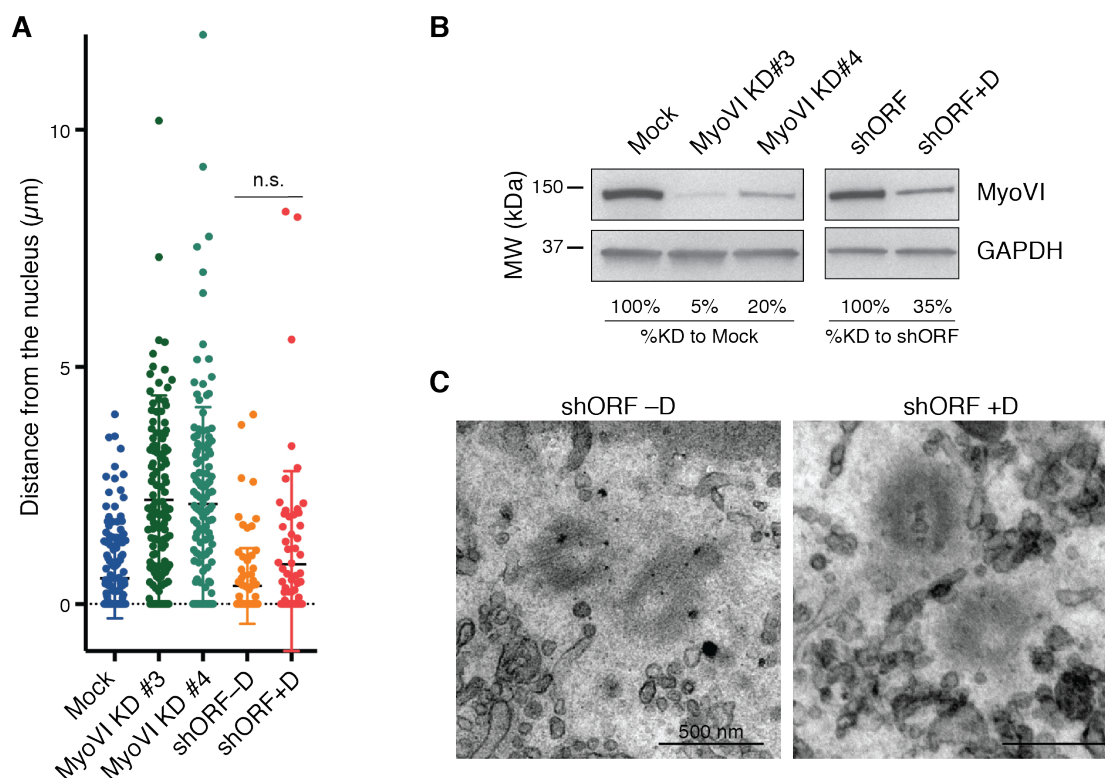 A
Distance from the nucleus (µm)
10
5
0
n.s.
Mock
MyoVI KD #3
MyoVI KD #4
shORF–D
shORF+D
B
Mock
MyoVI KD#3
MyoVI KD#4
shORF
shORF+D
MW (kDa)
150
37
MyoVI
GAPDH
100% 5% 20% 100% 35%
%KD to Mock %KD to shORF
C
shORF –D
shORF +D
500 nm